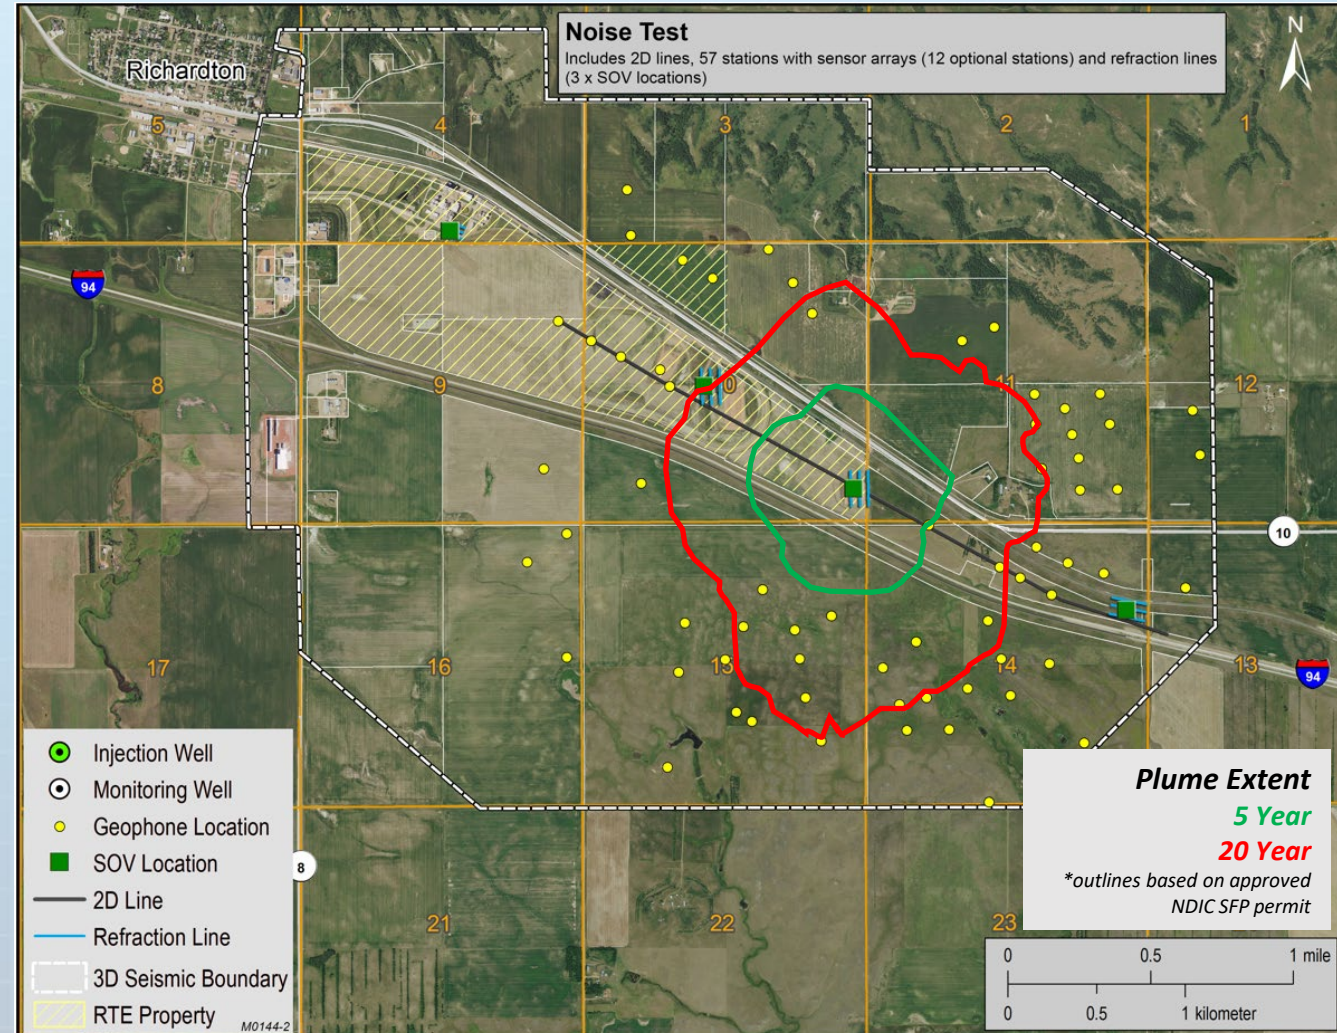 Noise Test
Includes 2D lines, 57 stations with sensor arrays (12 optional stations) and refraction lines
(3 x SOV locations)
N
Richardton
5
4
3
2
1
94
8
9
10
11
12
10
17
16
15
14
13
94
8
21
22
23
Injection Well
Monitoring Well
Geophone Location
SOV Location
2D Line
Refraction Line
3D Seismic Boundary
RTE Property
M0144-2
Plume Extent
5 Year
20 Year
*outlines based on approved
NDIC SFP permit
0 0.5 1 mile
0 0.5 1 kilometer